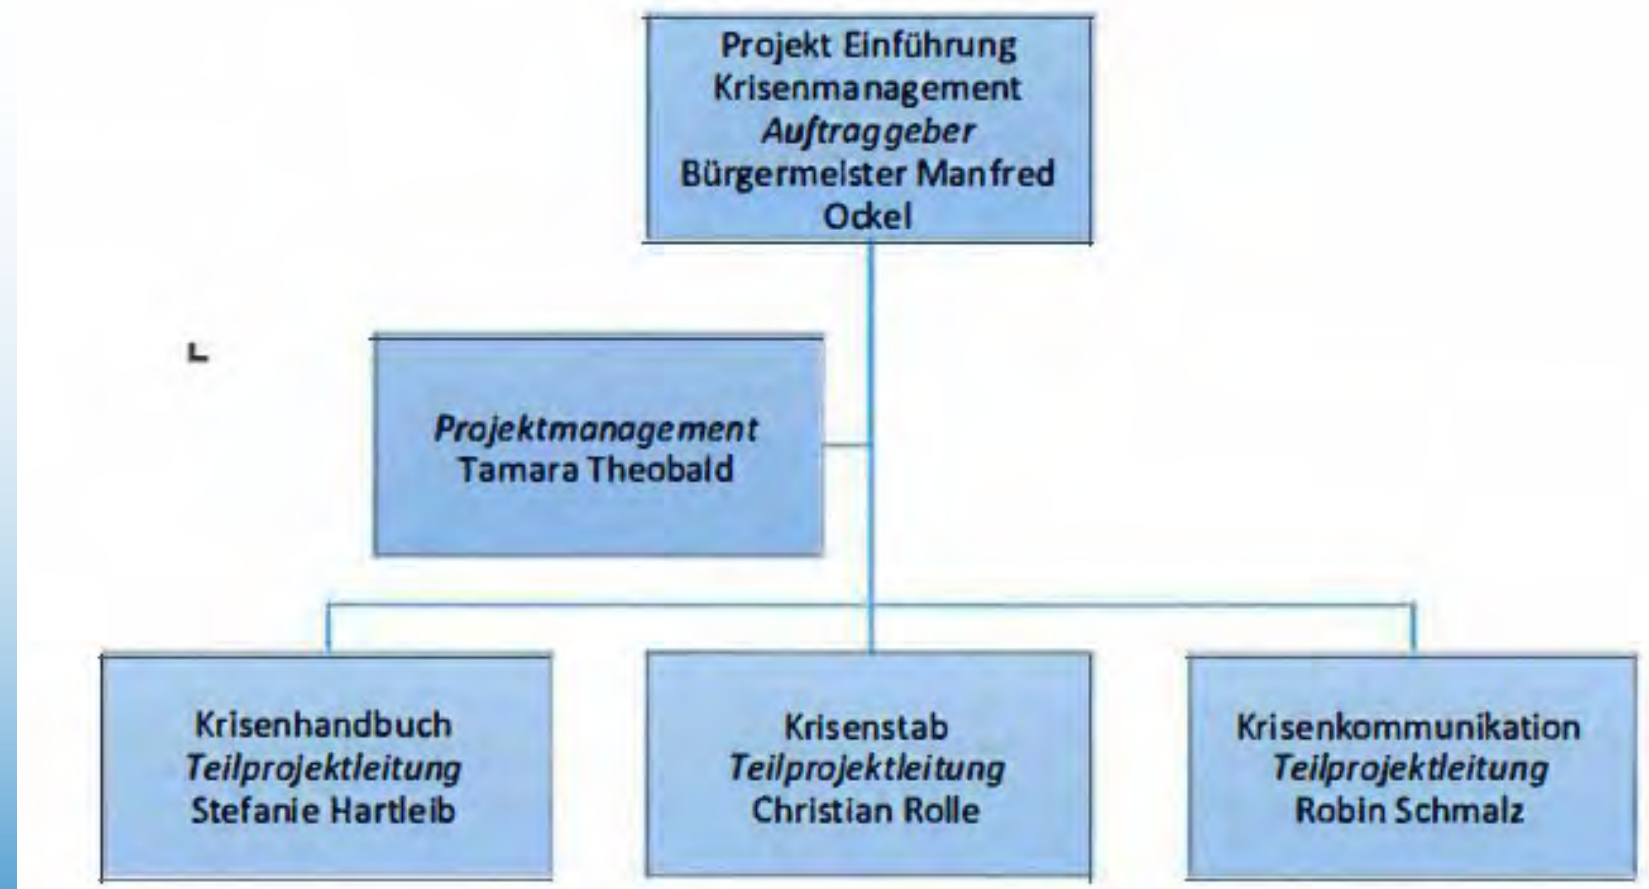 Projekt Einführung
Krisenmanagement
Auftraggeber
Bürgermeister Manfred
Ockel
Projektmanagement
Tamara Theobald
Krisenhandbuch
Teilprojektleitung
Stefanie Hartleib
Krisenstab
Teilprojektleitung
Christian Rolle
Krisenkommunikation
Teilprojektleitung
Robin Schmalz